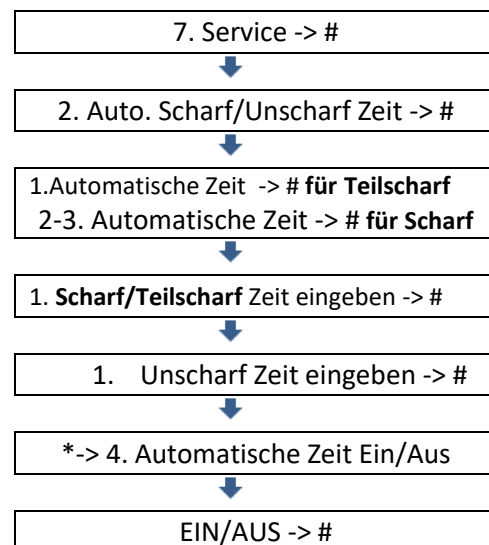 7. Service -> #
2. Auto. Scharf/Unscharf Zeit -> #
1.Automatische Zeit -> # für Teilscharf
2-3. Automatische Zeit -> # für Scharf
1. Scharf/Teilscharf Zeit eingeben -> #
1. Unscharf Zeit eingeben -> #
*-> 4. Automatische Zeit Ein/Aus
EIN/AUS -> #